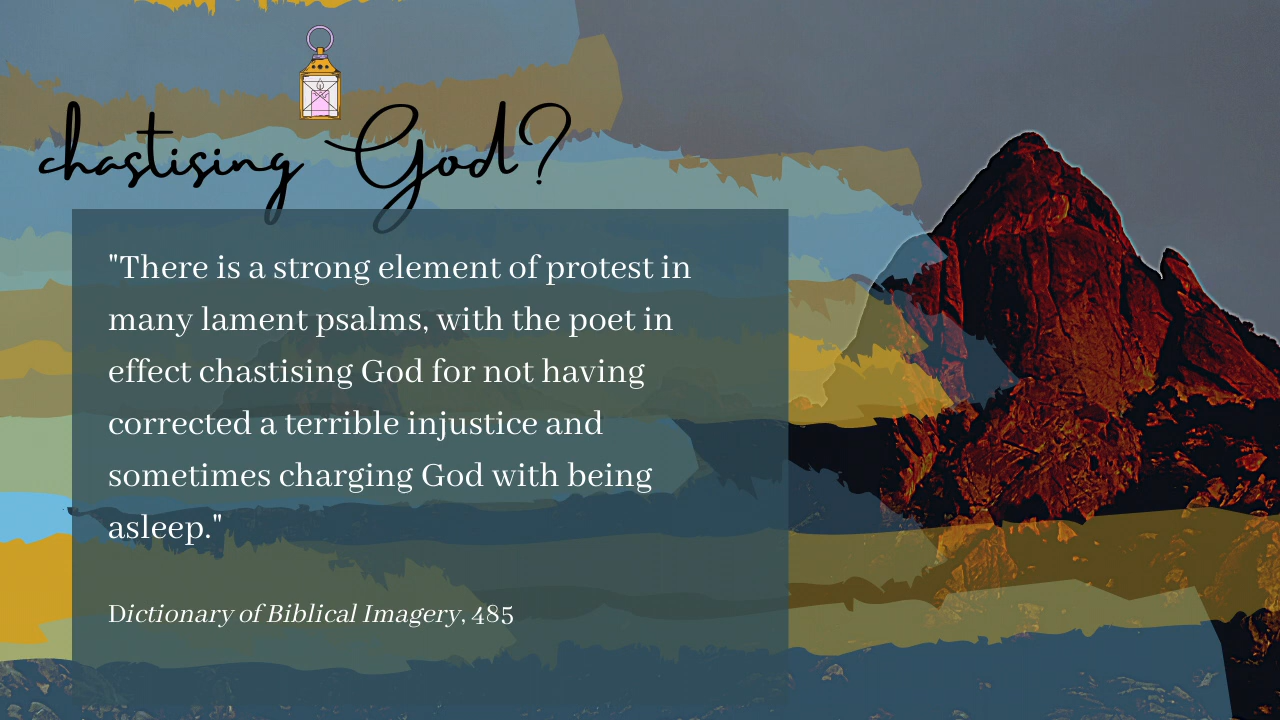 chastising God?
"There is a strong element of protest in
many lament psalms, with the poet in
effect chastising God for not having
corrected a terrible injustice and
sometimes charging God with being
asleep."
Dictionary of Biblical Imagery, 485